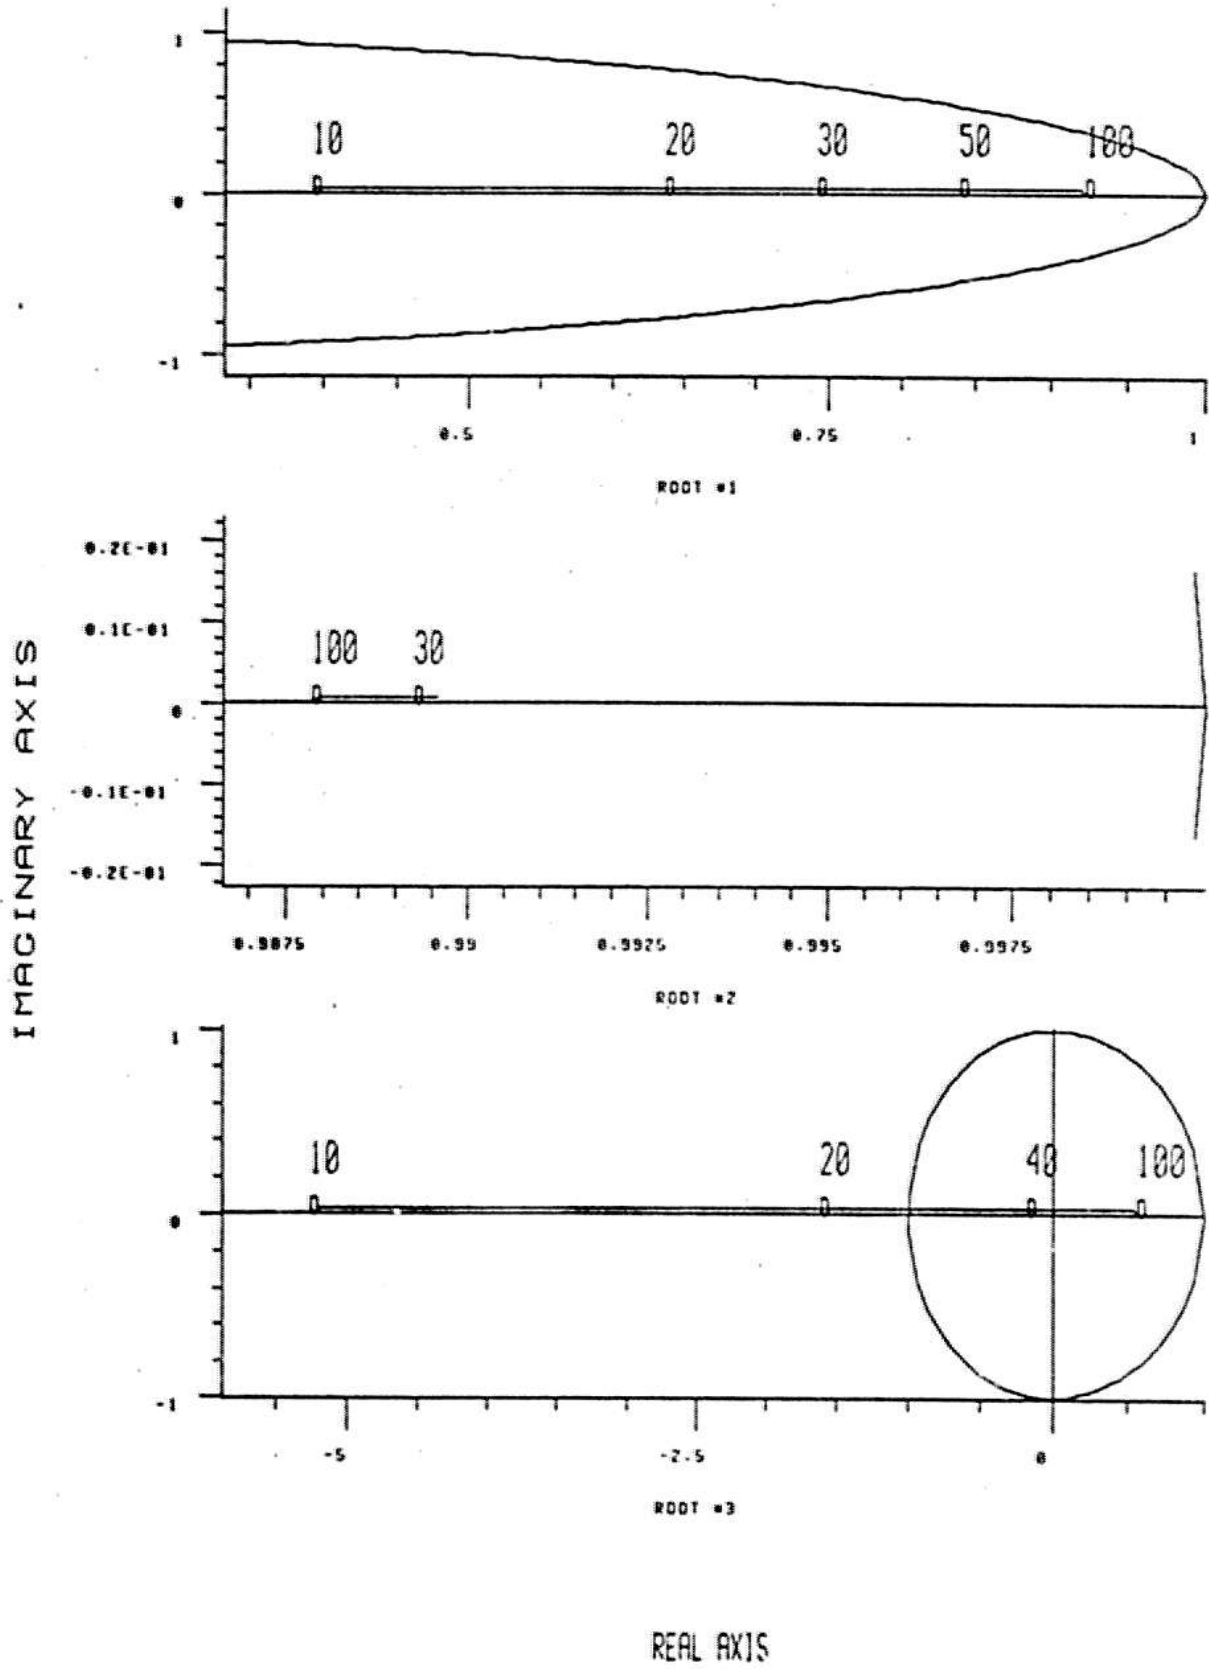 1
10 20 30 50 100
0
-1
0.5 0.75 1
ROOT #1
0.2E-01
0.1E-01
100 30
0
-0.1E-01
-0.2E-01
0.9875 0.99 0.9925 0.995 0.9975
ROOT #2
IMAGINARY AXIS
1
10 20 40 100
0
-1
-5 -2.5 0
ROOT #3
REAL AXIS